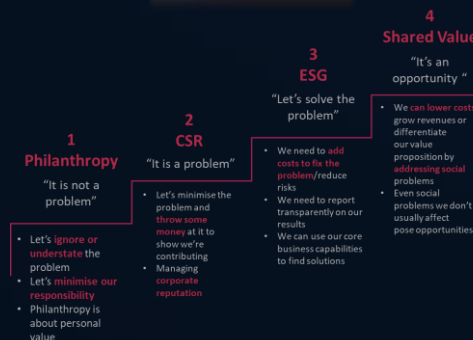 1
Philanthropy
"It is not a
problem"
• Let's ignore or
understate the
problem
• Let's minimise our
responsibility
• Philanthropy is
about personal
value
2
CSR
"It is a problem"
• Let's minimise the
problem and
throw some
money at it to
show we're
contributing
• Managing
corporate
reputation
3
ESG
"Let's solve the
problem"
• We need to add
costs to fix the
problem/reduce
risks
• We need to report
transparently on our
results
• We can use our core
business capabilities
to find solutions
4
Shared Value
"It's an
opportunity "
• We can lower costs
grow revenues or
differentiate
our value
proposition by
addressing social
problems
• Even social
problems we don't
usually affect
pose opportunities